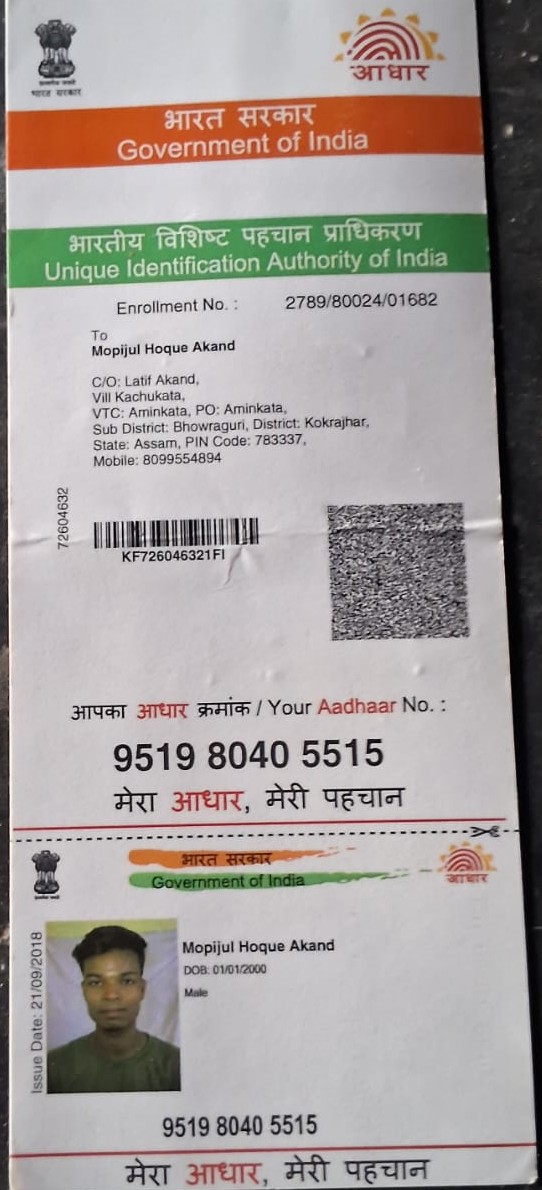 भारत सरकार
आधार
भारत सरकार
Government of India
भारतीय विशिष्ट पहचान प्राधिकरण
Unique Identification Authority of India
Enrollment No. : 2789/80024/01682
To
Mopijul Hoque Akand
C/O: Latif Akand,
Vill Kachukata,
VTC: Aminkata, PO: Aminkata,
Sub District: Bhowraguri, District: Kokrajhar,
State: Assam, PIN Code: 783337,
Mobile: 8099554894
72604632
KF726046321FI
आपका आधार क्रमांक / Your Aadhaar No. :
9519 8040 5515
मेरा आधार, मेरी पहचान
भारत सरकार
Government of India
आधार
Issue Date: 21/09/2018
Mopijul Hoque Akand
DOB: 01/01/2000
Male
9519 8040 5515
मेरा आधार, मेरी पहचान